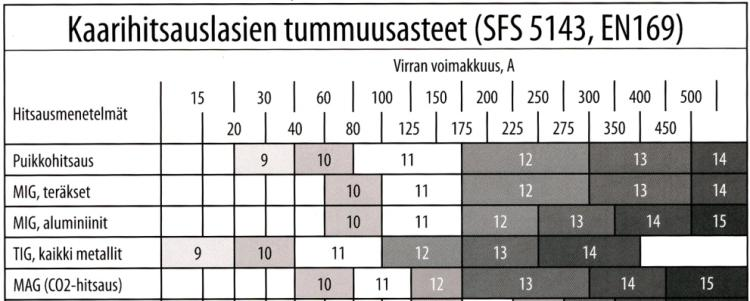 Kaarihitsauslasien tummuusasteet (SFS 5143, EN169)
Virran voimakkuus, A
15 30 60 100 150 200 250 300 400 500
Hitsausmenetelmät
20 40 80 125 175 225 275 350 450
Puikkohitsaus 9 10 11 12 13 14
MIG, teräkset 10 11 12 13 14
MIG, aluminiinit 10 11 12 13 14 15
TIG, kaikki metallit 9 10 11 12 13 14
MAG (CO2-hitsaus) 10 11 12 13 14 15